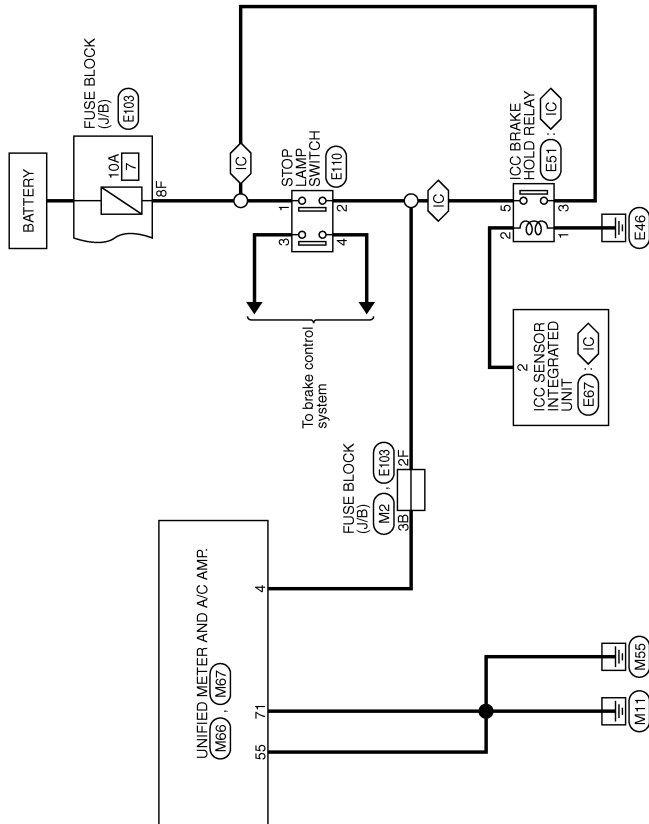 BATTERY
FUSE BLOCK
(J/B)
E103
10A
7
8F
IC
STOP
LAMP
SWITCH
E110
1
3
2
4
To brake control
system
IC
ICC BRAKE
HOLD RELAY
E51 : IC
5
2
3
1
E46
2
ICC SENSOR
INTEGRATED
UNIT
E67 : IC
FUSE BLOCK
(J/B)
M2 , E103
3B
2F
UNIFIED METER AND A/C AMP.
M66 , M67
4
71
55
M55
M11